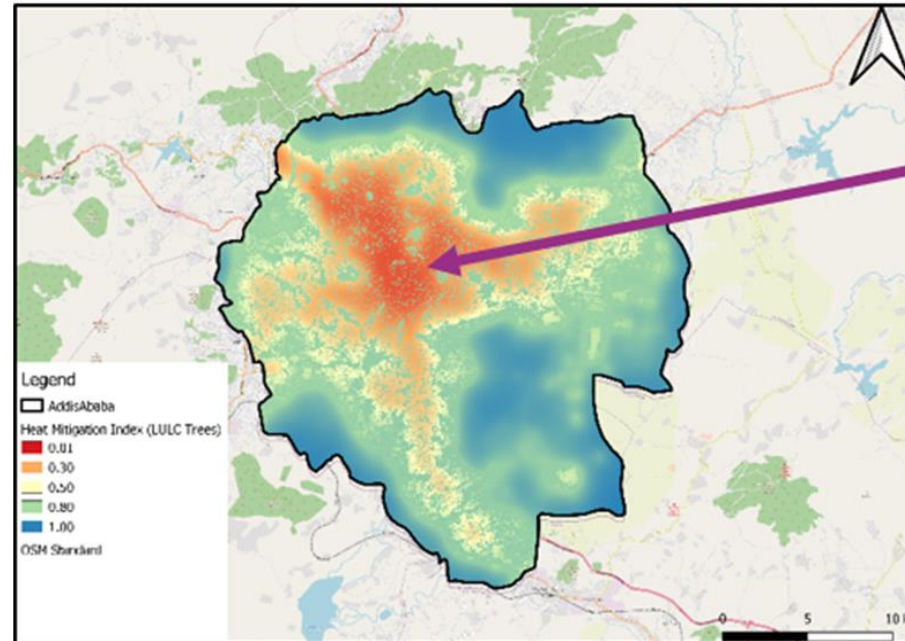 Legend
AddisAbaba
Heat Mitigation Index (LULC Trees)
0.01
0.30
0.50
0.80
1.00
OSM Standard
0 5 10